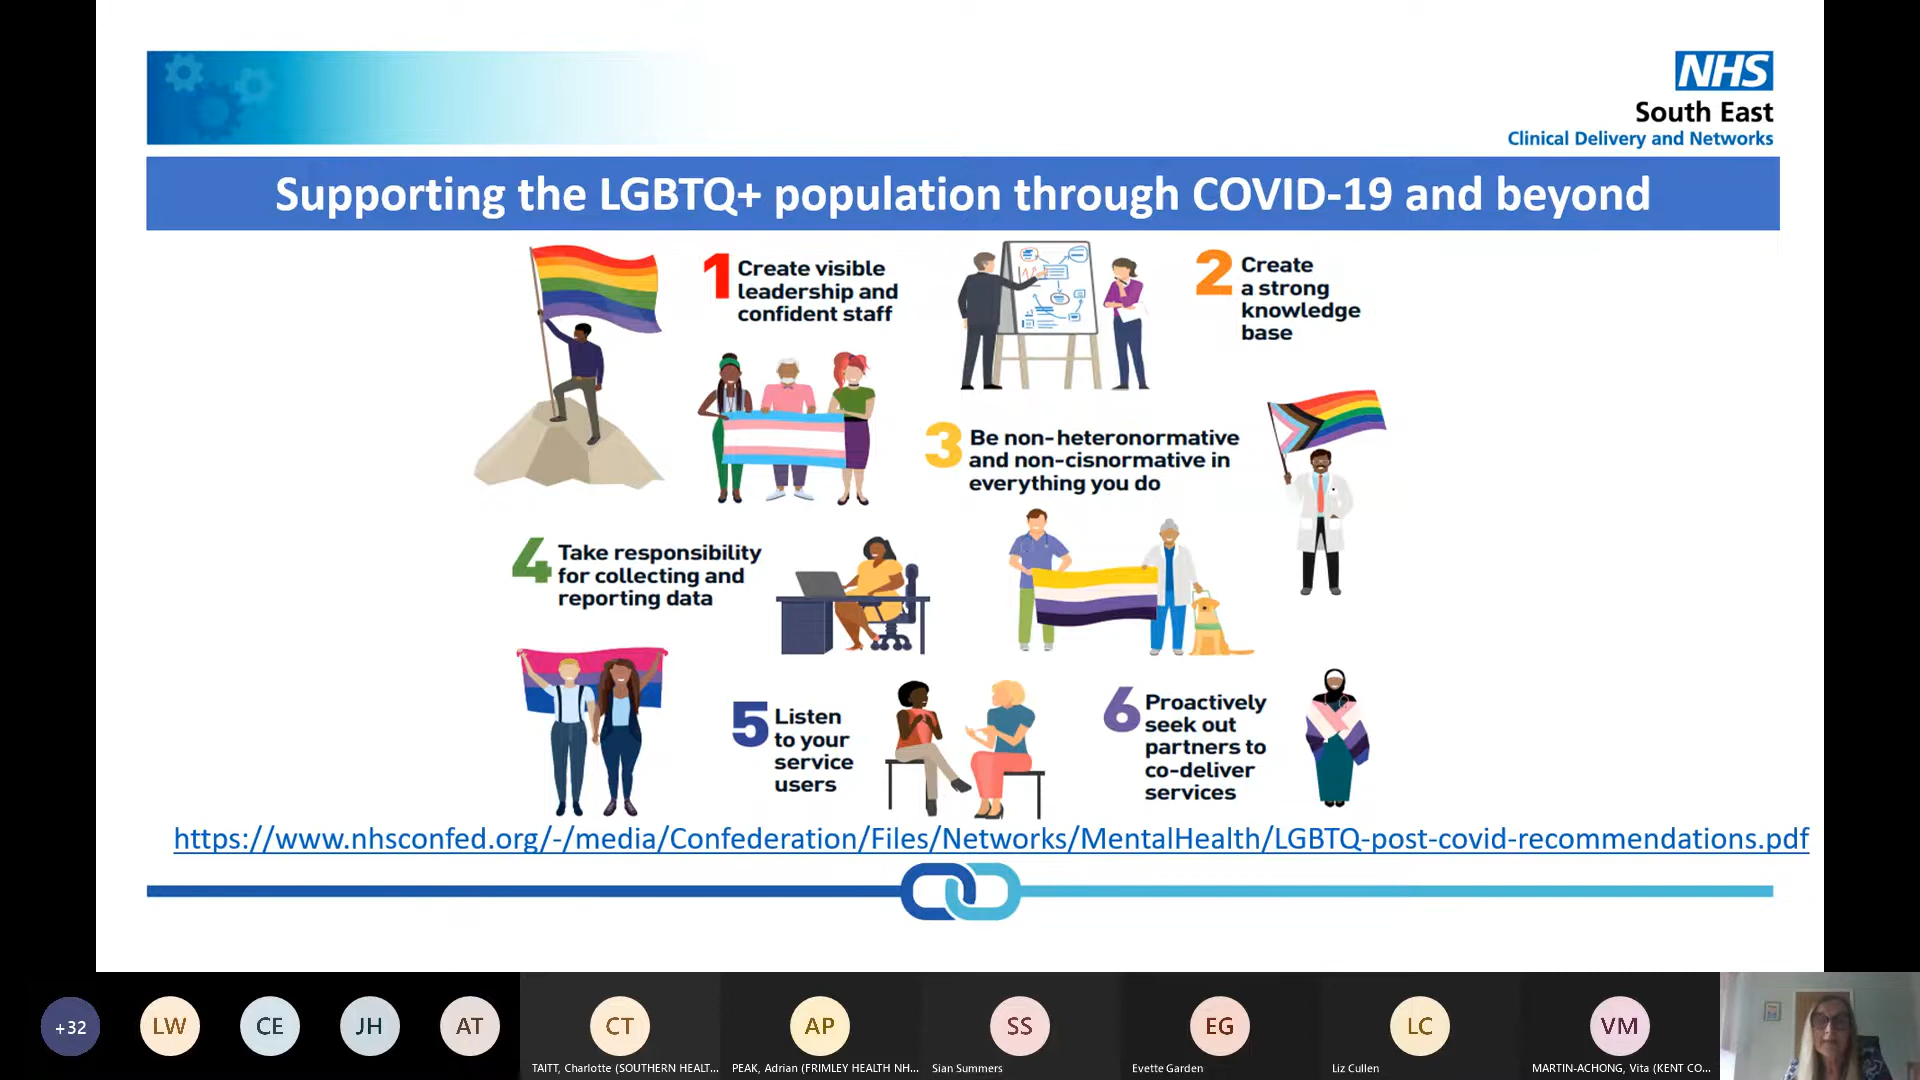 NHS
South East
Clinical Delivery and Networks
Supporting the LGBTQ+ population through COVID-19 and beyond
1 Create visible
leadership and
confident staff
2 Create
a strong
knowledge
base
3 Be non-heteronormative
and non-cisnormative in
everything you do
4 Take responsibility
for collecting and
reporting data
5 Listen
to your
service
users
6 Proactively
seek out
partners to
co-deliver
services
https://www.nhsconfed.org/-/media/Confederation/Files/Networks/MentalHealth/LGBTQ-post-covid-recommendations.pdf
+32
LW
CE
JH
AT
CT
AP
SS
EG
LC
VM
TAITT, Charlotte (SOUTHERN HEALT...
PEAK, Adrian (FRIMLEY HEALTH NH...
Sian Summers
Evette Garden
Liz Cullen
MARTIN-ACHONG, Vita (KENT CO...